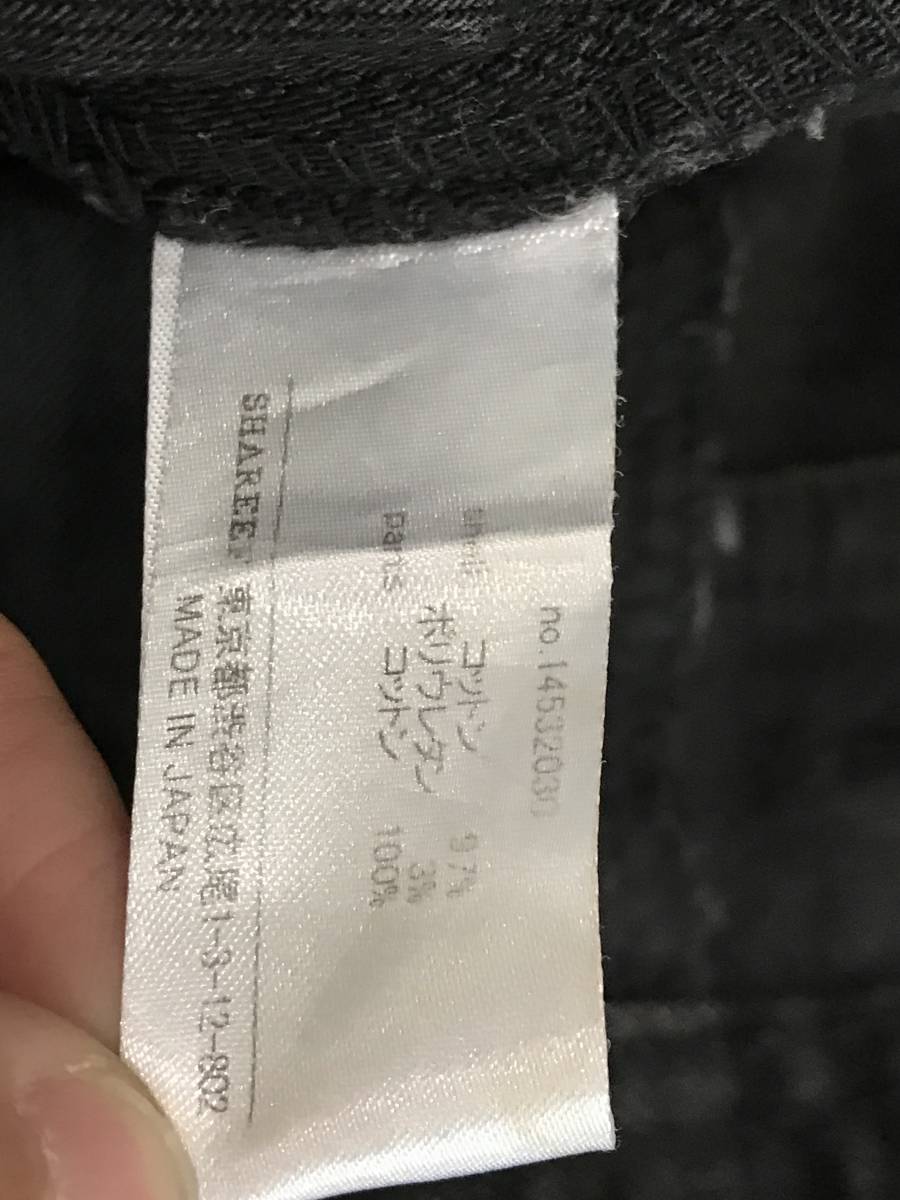 no.14532030
shell コットン 97%
ポリウレタン 3%
parts コットン 100%
SHAREEF 東京都渋谷区広尾1-3-12-802
MADE IN JAPAN